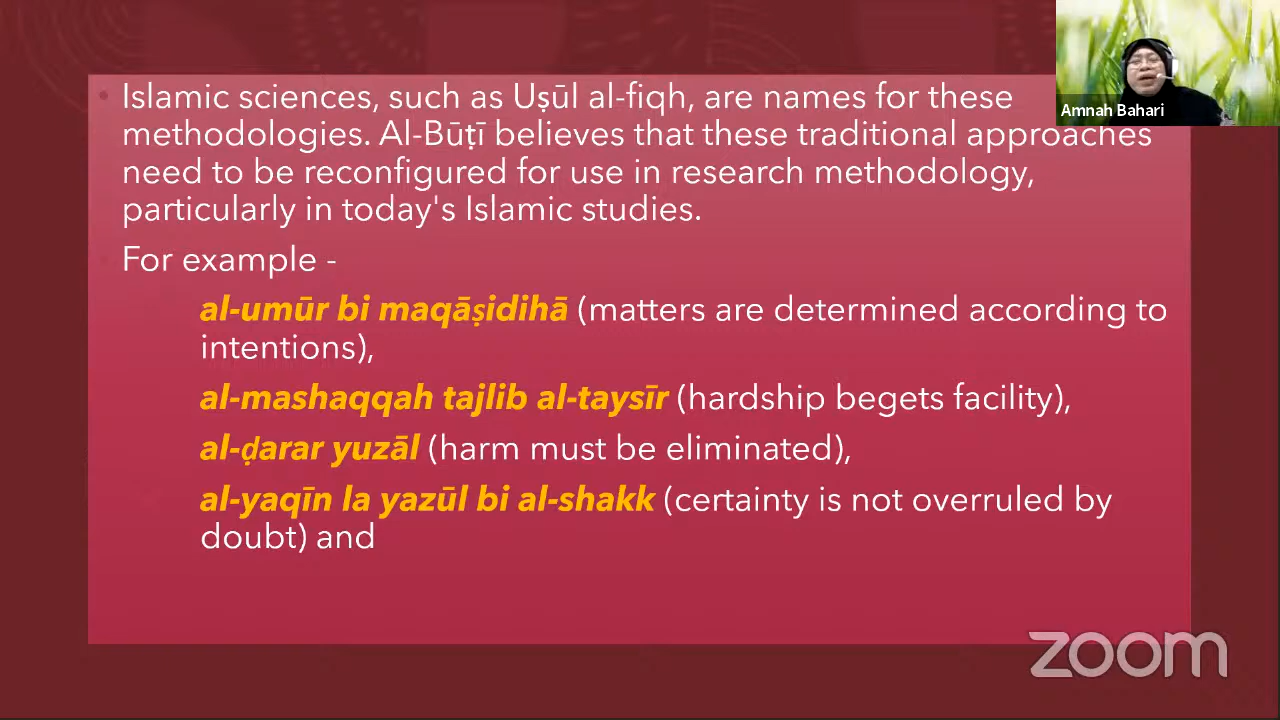 • Islamic sciences, such as Uṣūl al-fiqh, are names for these
methodologies. Al-Būṭī believes that these traditional approaches
need to be reconfigured for use in research methodology,
particularly in today's Islamic studies.
For example -
al-umūr bi maqāṣidihā (matters are determined according to
intentions),
al-mashaqqah tajlib al-taysīr (hardship begets facility),
al-ḍarar yuzāl (harm must be eliminated),
al-yaqīn la yazūl bi al-shakk (certainty is not overruled by
doubt) and
Amnah Bahari
zoom